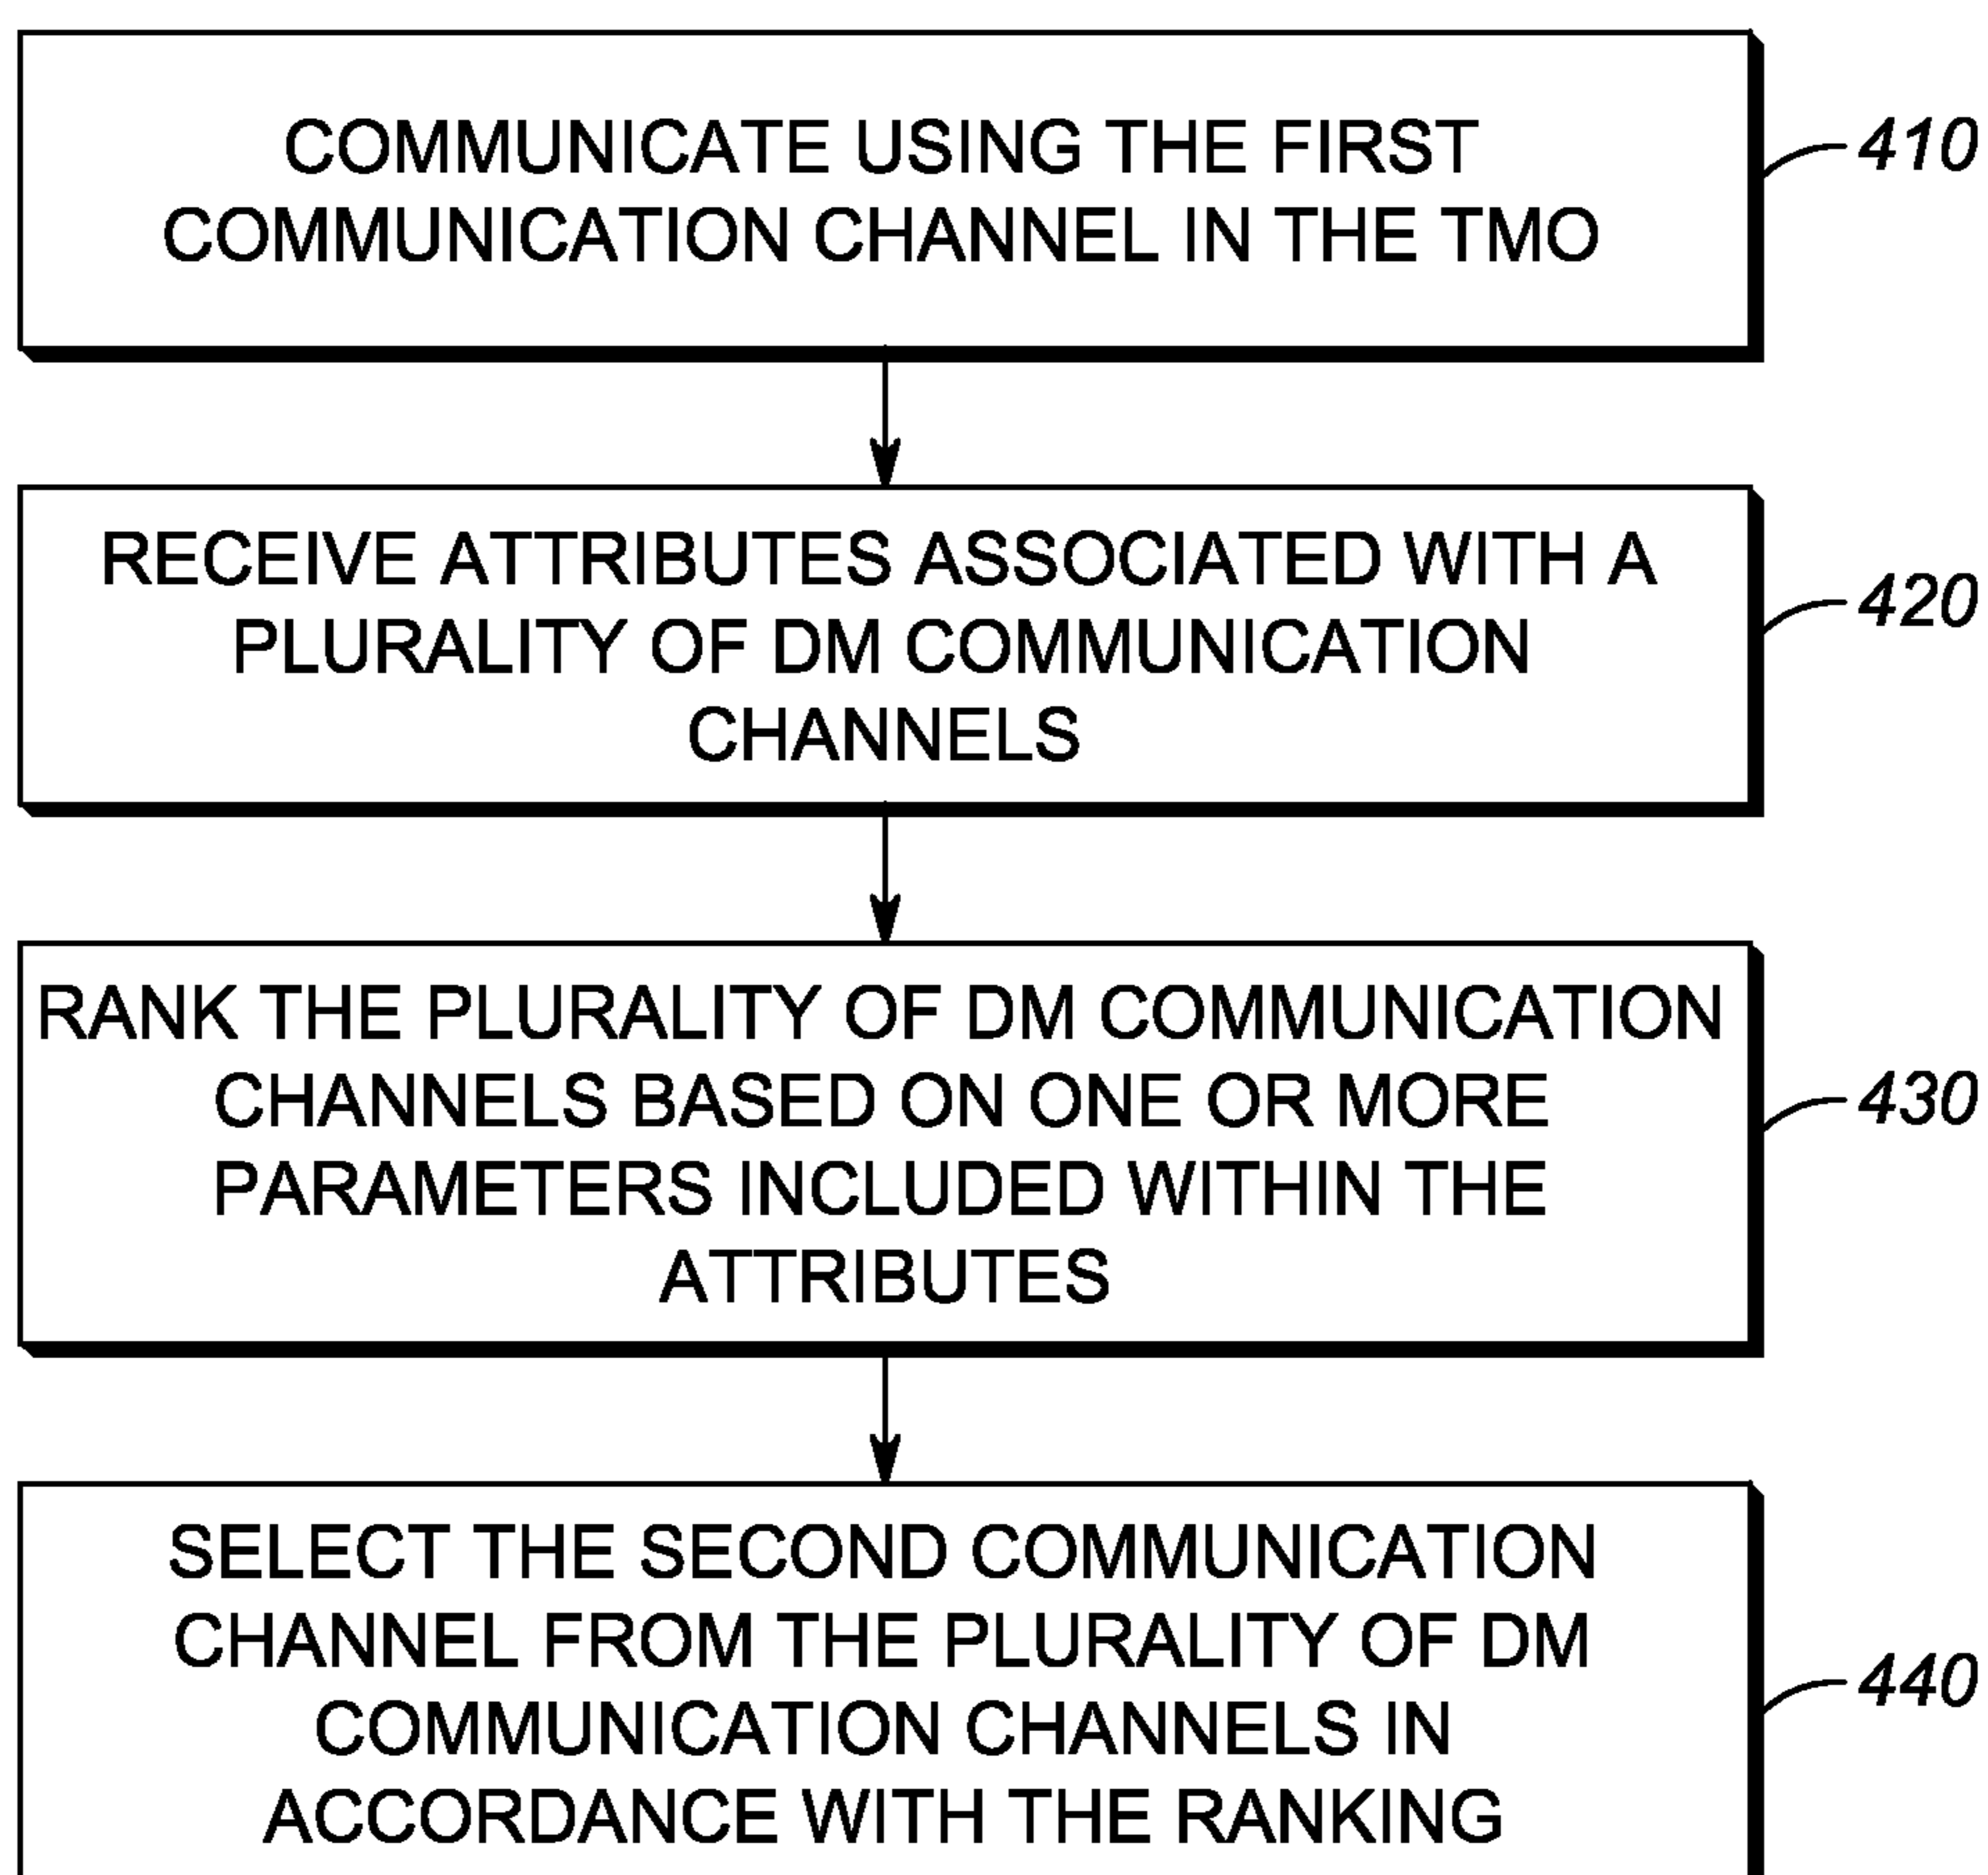 COMMUNICATE USING THE FIRST
COMMUNICATION CHANNEL IN THE TMO
410
RECEIVE ATTRIBUTES ASSOCIATED WITH A
PLURALITY OF DM COMMUNICATION
CHANNELS
420
RANK THE PLURALITY OF DM COMMUNICATION
CHANNELS BASED ON ONE OR MORE
PARAMETERS INCLUDED WITHIN THE
ATTRIBUTES
430
SELECT THE SECOND COMMUNICATION
CHANNEL FROM THE PLURALITY OF DM
COMMUNICATION CHANNELS IN
ACCORDANCE WITH THE RANKING
440